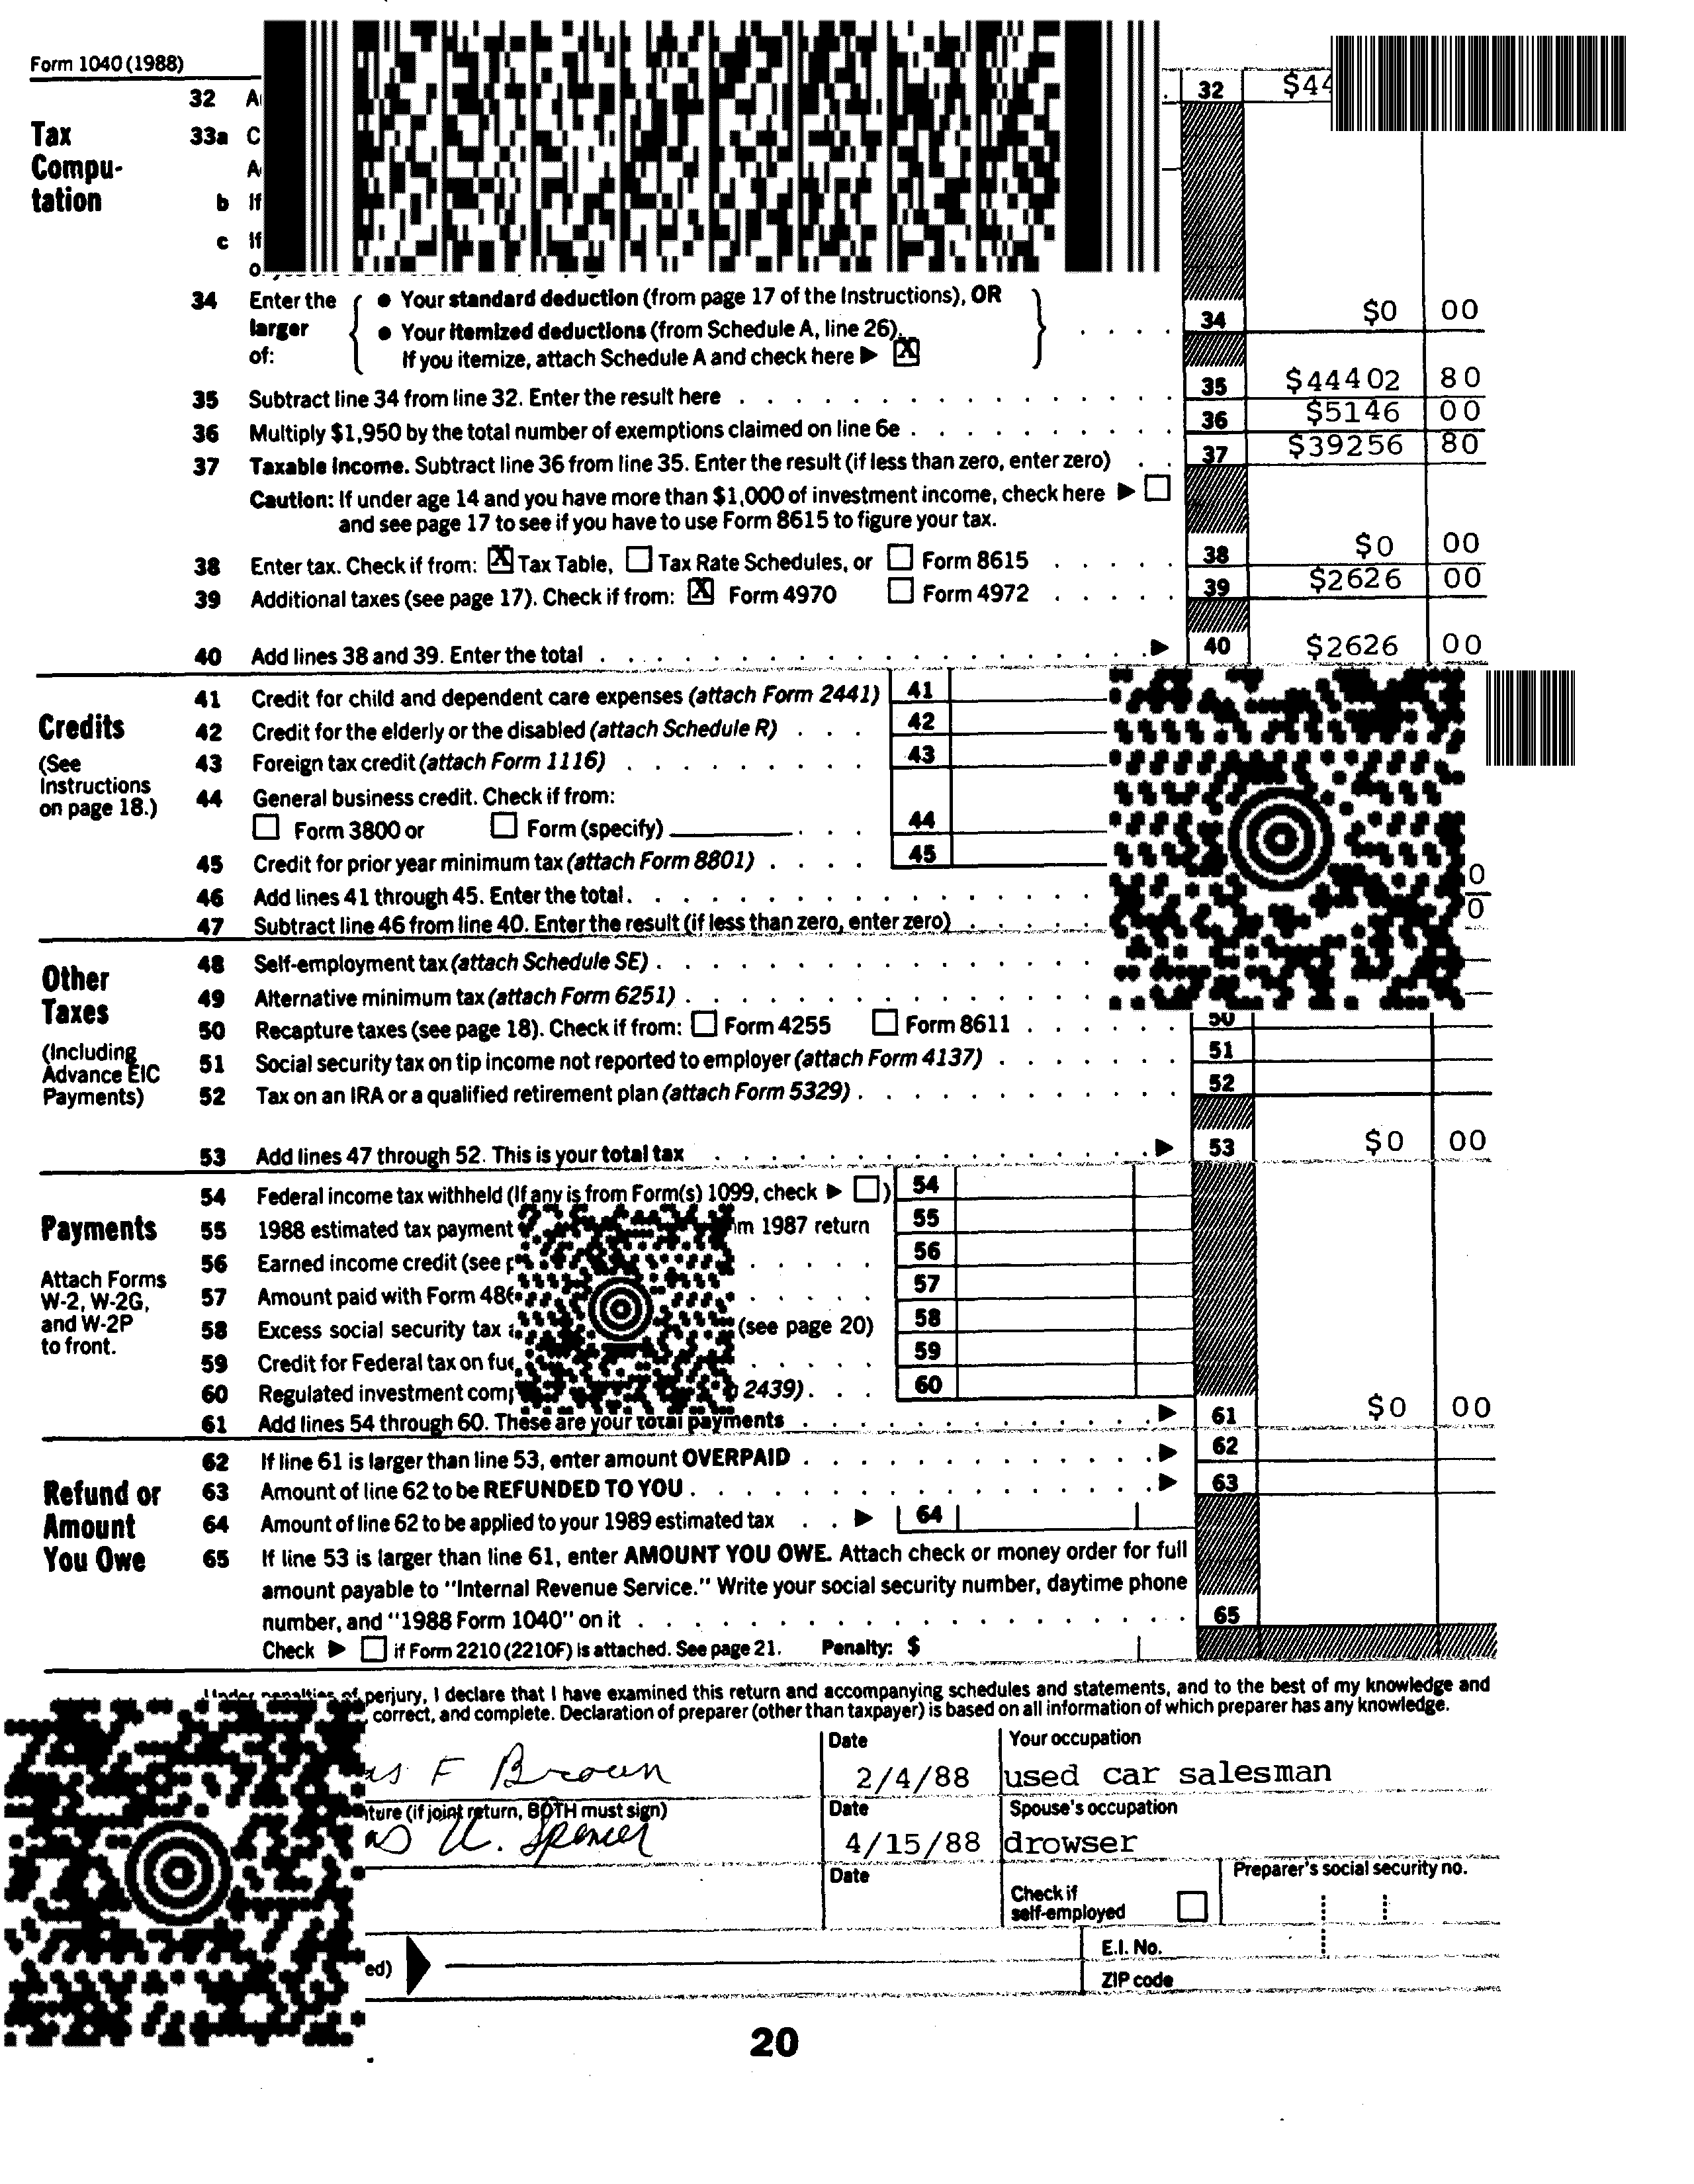 Form 1040 (1988)
32 $44
32
Tax Compu- tation
33a
b If
c If
34 Enter the larger of:
● Your standard deduction (from page 17 of the Instructions), OR
● Your itemized deductions (from Schedule A, line 26).
If you itemize, attach Schedule A and check here ▶ X
34 $0 00
35 Subtract line 34 from line 32. Enter the result here 35 $44402 80
36 Multiply $1,950 by the total number of exemptions claimed on line 6e 36 $5146 00
37 Taxable income. Subtract line 36 from line 35. Enter the result (if less than zero, enter zero) 37 $39256 80
Caution: If under age 14 and you have more than $1,000 of investment income, check here ▶
and see page 17 to see if you have to use Form 8615 to figure your tax.
38 Enter tax. Check if from: X Tax Table, Tax Rate Schedules, or Form 8615 38 $0 00
39 Additional taxes (see page 17). Check if from: X Form 4970 Form 4972 39 $2626 00
40 Add lines 38 and 39. Enter the total ▶ 40 $2626 00
Credits
(See Instructions on page 18.)
41 Credit for child and dependent care expenses (attach Form 2441) 41
42 Credit for the elderly or the disabled (attach Schedule R) 42
43 Foreign tax credit (attach Form 1116) 43
44 General business credit. Check if from:
Form 3800 or Form (specify) 44
45 Credit for prior year minimum tax (attach Form 8801) 45
46 Add lines 41 through 45. Enter the total 0
47 Subtract line 46 from line 40. Enter the result (if less than zero, enter zero) 0
Other Taxes
(Including Advance EIC Payments)
48 Self-employment tax (attach Schedule SE)
49 Alternative minimum tax (attach Form 6251)
50 Recapture taxes (see page 18). Check if from: Form 4255 Form 8611 50
51 Social security tax on tip income not reported to employer (attach Form 4137) 51
52 Tax on an IRA or a qualified retirement plan (attach Form 5329) 52
53 Add lines 47 through 52. This is your total tax ▶ 53 $0 00
Payments
Attach Forms W-2, W-2G, and W-2P to front.
54 Federal income tax withheld (If any is from Form(s) 1099, check ▶ ) 54
55 1988 estimated tax payment 1987 return 55
56 Earned income credit (see 56
57 Amount paid with Form 57
58 Excess social security tax (see page 20) 58
59 Credit for Federal tax on 59
60 Regulated investment 2439) 60
61 Add lines 54 through 60. These are your total payments ▶ 61 $0 00
Refund or Amount You Owe
62 If line 61 is larger than line 53, enter amount OVERPAID ▶ 62
63 Amount of line 62 to be REFUNDED TO YOU ▶ 63
64 Amount of line 62 to be applied to your 1989 estimated tax ▶ 64
65 If line 53 is larger than line 61, enter AMOUNT YOU OWE. Attach check or money order for full
amount payable to "Internal Revenue Service." Write your social security number, daytime phone
number, and "1988 Form 1040" on it 65
Check ▶ if Form 2210 (2210F) is attached. See page 21. Penalty: $
Under penalties of perjury, I declare that I have examined this return and accompanying schedules and statements, and to the best of my knowledge and
correct, and complete. Declaration of preparer (other than taxpayer) is based on all information of which preparer has any knowledge.
Date Your occupation
F Brown 2/4/88 used car salesman
(if joint return, BOTH must sign) Date Spouse's occupation
U. Spencer 4/15/88 drowser
Date Check if self-employed Preparer's social security no.
E.I. No.
ed) ZIP code
20